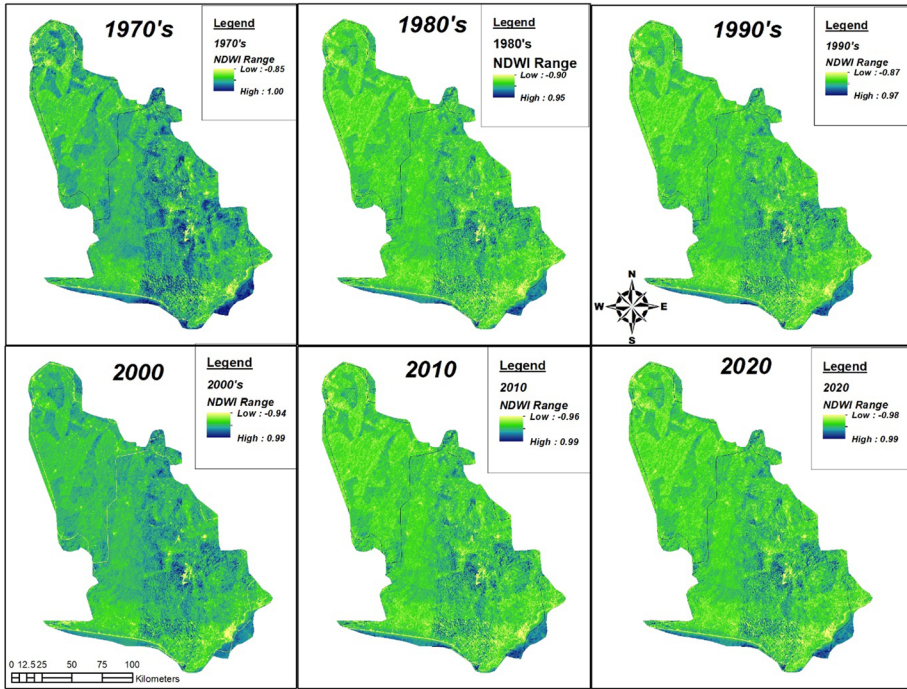 1970's
Legend
1970's
NDWI Range
Low : -0.85
High : 1.00
1980's
Legend
1980's
NDWI Range
Low : -0.90
High : 0.95
1990's
Legend
1990's
NDWI Range
Low : -0.87
High : 0.97
N
W E
S
2000
Legend
2000's
NDWI Range
Low : -0.94
High : 0.99
2010
Legend
2010
NDWI Range
Low : -0.96
High : 0.99
2020
Legend
2020
NDWI Range
Low : -0.98
High : 0.99
0 12.525 50 75 100
Kilometers